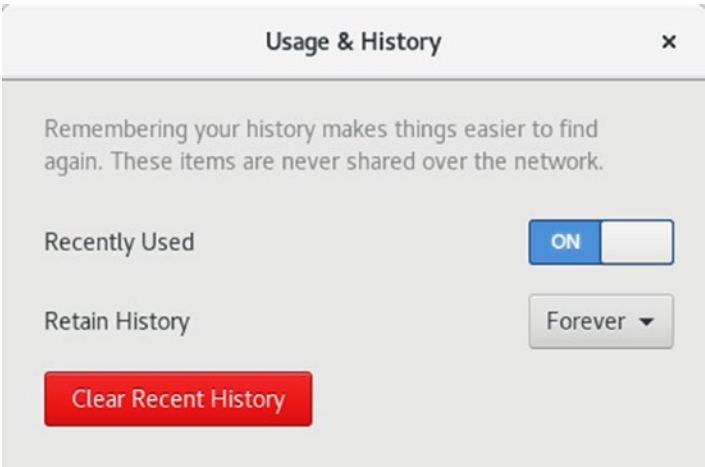 Usage & History ×
Remembering your history makes things easier to find
again. These items are never shared over the network.
Recently Used ON
Retain History Forever
Clear Recent History